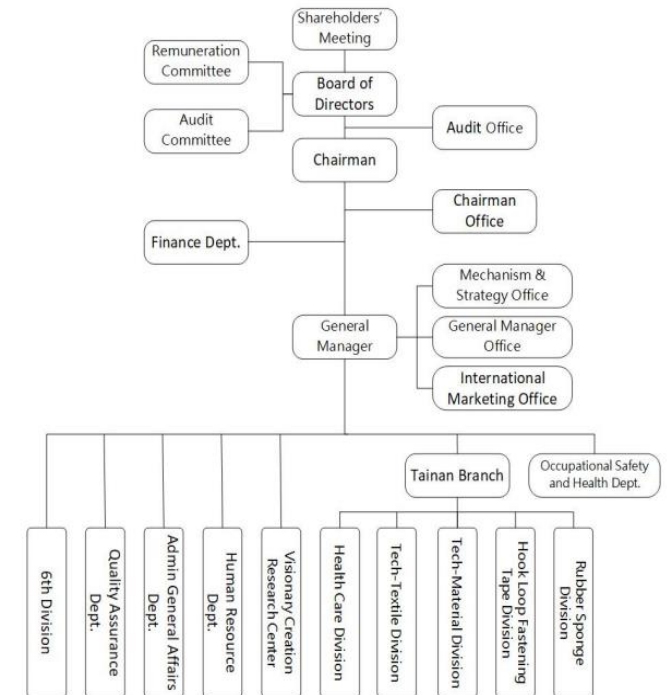 Shareholders'
Meeting
Remuneration
Committee
Board of
Directors
Audit
Committee
Audit Office
Chairman
Chairman
Office
Finance Dept.
Mechanism &
Strategy Office
General
Manager
General Manager
Office
International
Marketing Office
Tainan Branch
Occupational Safety
and Health Dept.
6th Division
Quality Assurance
Dept.
Admin General Affairs
Dept.
Human Resource
Dept.
Visionary Creation
Research Center
Health Care Division
Tech-Textile Division
Tech-Material Division
Hook Loop Fastening
Tape Division
Rubber Sponge
Division